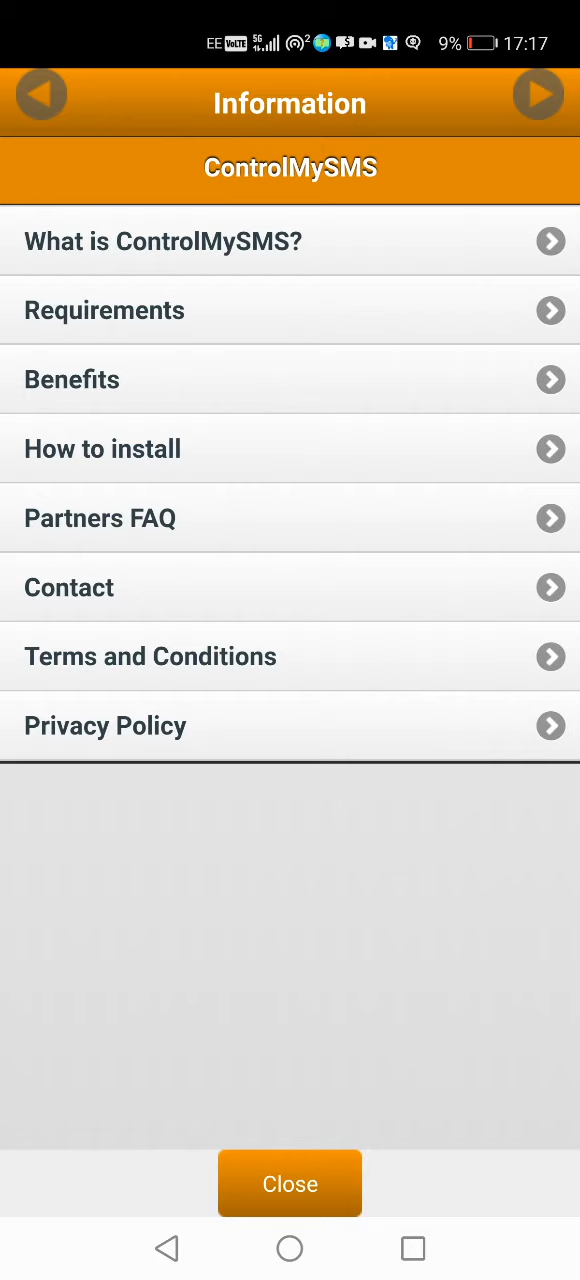 EE VoLTE 5G 2 9% 17:17
Information
ControlMySMS
What is ControlMySMS?
Requirements
Benefits
How to install
Partners FAQ
Contact
Terms and Conditions
Privacy Policy
Close